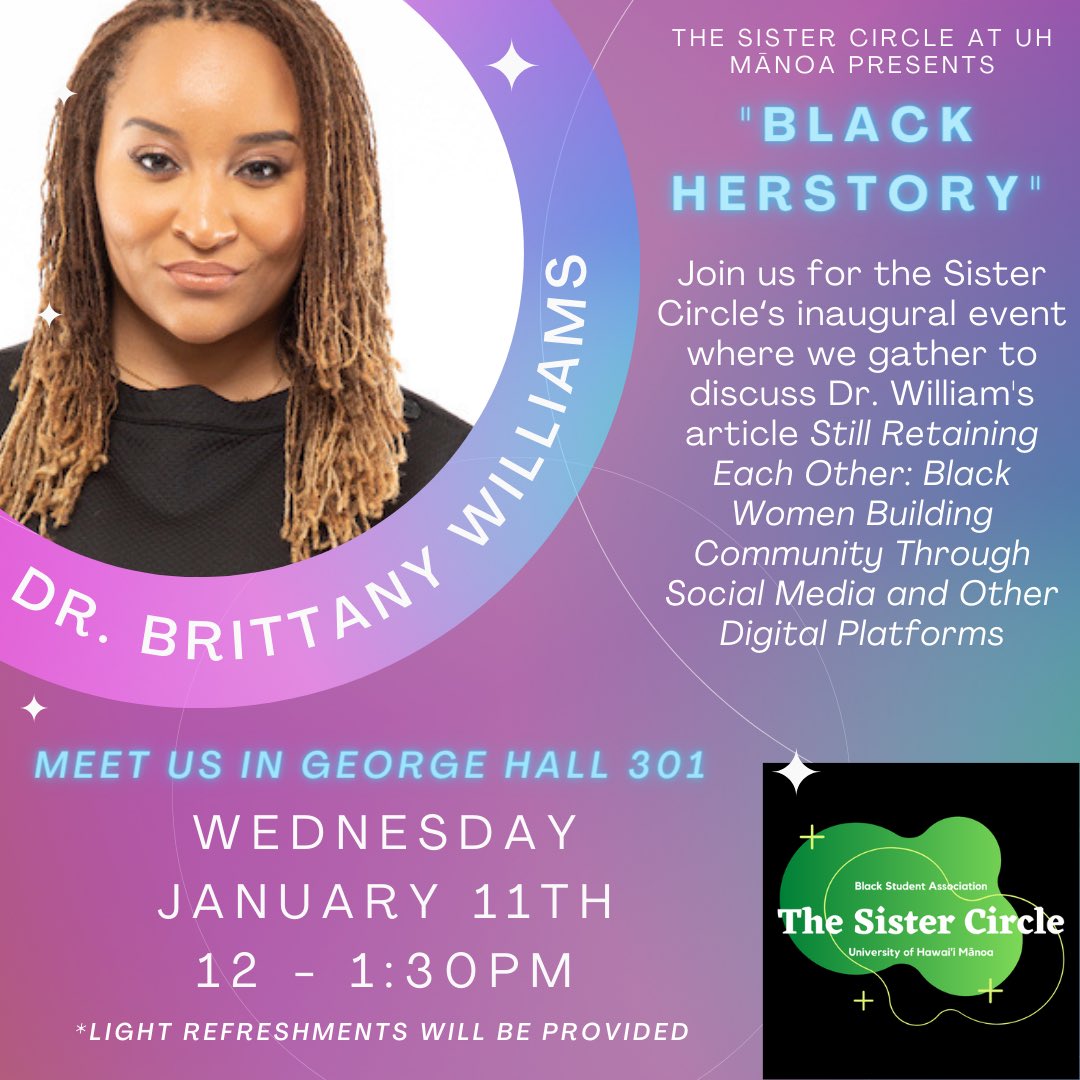 THE SISTER CIRCLE AT UH
MĀNOA PRESENTS
"BLACK
HERSTORY"
Join us for the Sister
Circle‘s inaugural event
where we gather to
discuss Dr. William's
article Still Retaining
Each Other: Black
Women Building
Community Through
Social Media and Other
Digital Platforms
DR. BRITTANY WILLIAMS
MEET US IN GEORGE HALL 301
WEDNESDAY
JANUARY 11TH
12 - 1:30PM
*LIGHT REFRESHMENTS WILL BE PROVIDED
Black Student Association
The Sister Circle
University of Hawai'i Mānoa